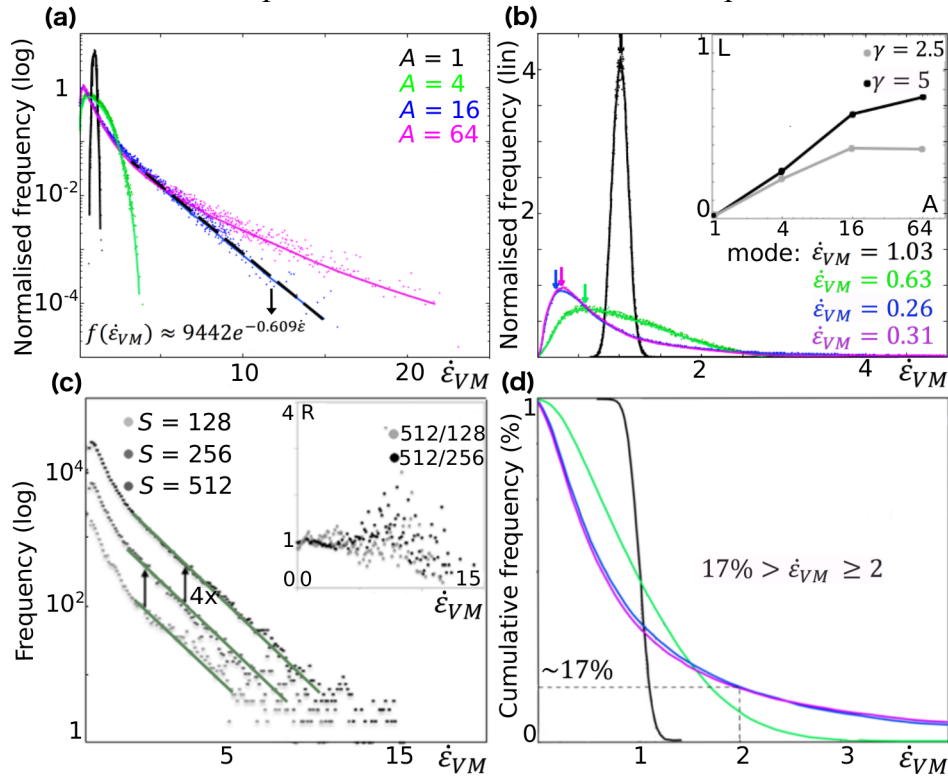 (a)
Normalised frequency (log)
1
10⁻²
10⁻⁴
A = 1
A = 4
A = 16
A = 64
f(ε̇_VM) ≈ 9442e^−0.609ε̇
10
20
ε̇_VM
(b)
Normalised frequency (lin)
4
2
1
L
0
γ = 2.5
γ = 5
A
1 4 16 64
mode: ε̇_VM = 1.03
ε̇_VM = 0.63
ε̇_VM = 0.26
ε̇_VM = 0.31
2
4
ε̇_VM
(c)
Frequency (log)
10⁴
10²
1
S = 128
S = 256
S = 512
4x
4
R
512/128
512/256
1
0 0
15
ε̇_VM
5
15
ε̇_VM
(d)
Cumulative frequency (%)
1
17% > ε̇_VM ≥ 2
~17%
0
1
2
3
ε̇_VM